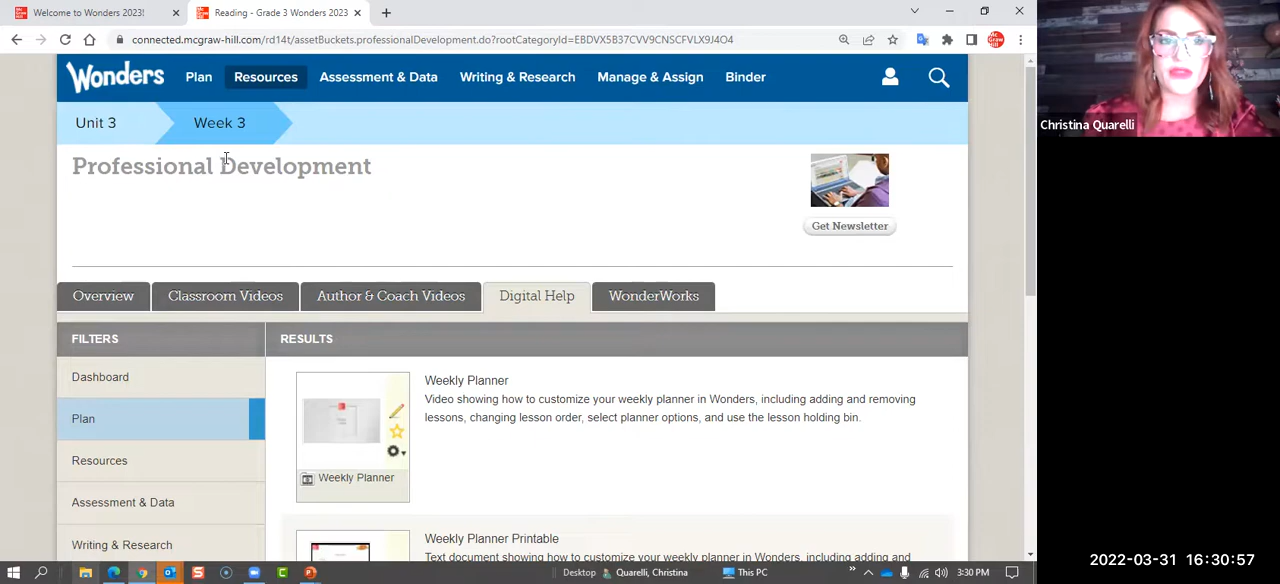 Welcome to Wonders 2023!
Reading - Grade 3 Wonders 2023
connected.mcgraw-hill.com/rd14t/assetBuckets.professionalDevelopment.do?rootCategoryId=EBDVX5B37CVV9CNSCFVLX9J4O4
Wonders
Plan
Resources
Assessment & Data
Writing & Research
Manage & Assign
Binder
Unit 3
Week 3
Professional Development
Get Newsletter
Overview
Classroom Videos
Author & Coach Videos
Digital Help
WonderWorks
FILTERS
Dashboard
Plan
Resources
Assessment & Data
Writing & Research
RESULTS
Weekly Planner
Weekly Planner
Video showing how to customize your weekly planner in Wonders, including adding and removing
lessons, changing lesson order, select planner options, and use the lesson holding bin.
Weekly Planner Printable
Text document showing how to customize your weekly planner in Wonders, including adding and
Christina Quarelli
Desktop
Quarelli, Christina
This PC
3:30 PM
2022-03-31 16:30:57